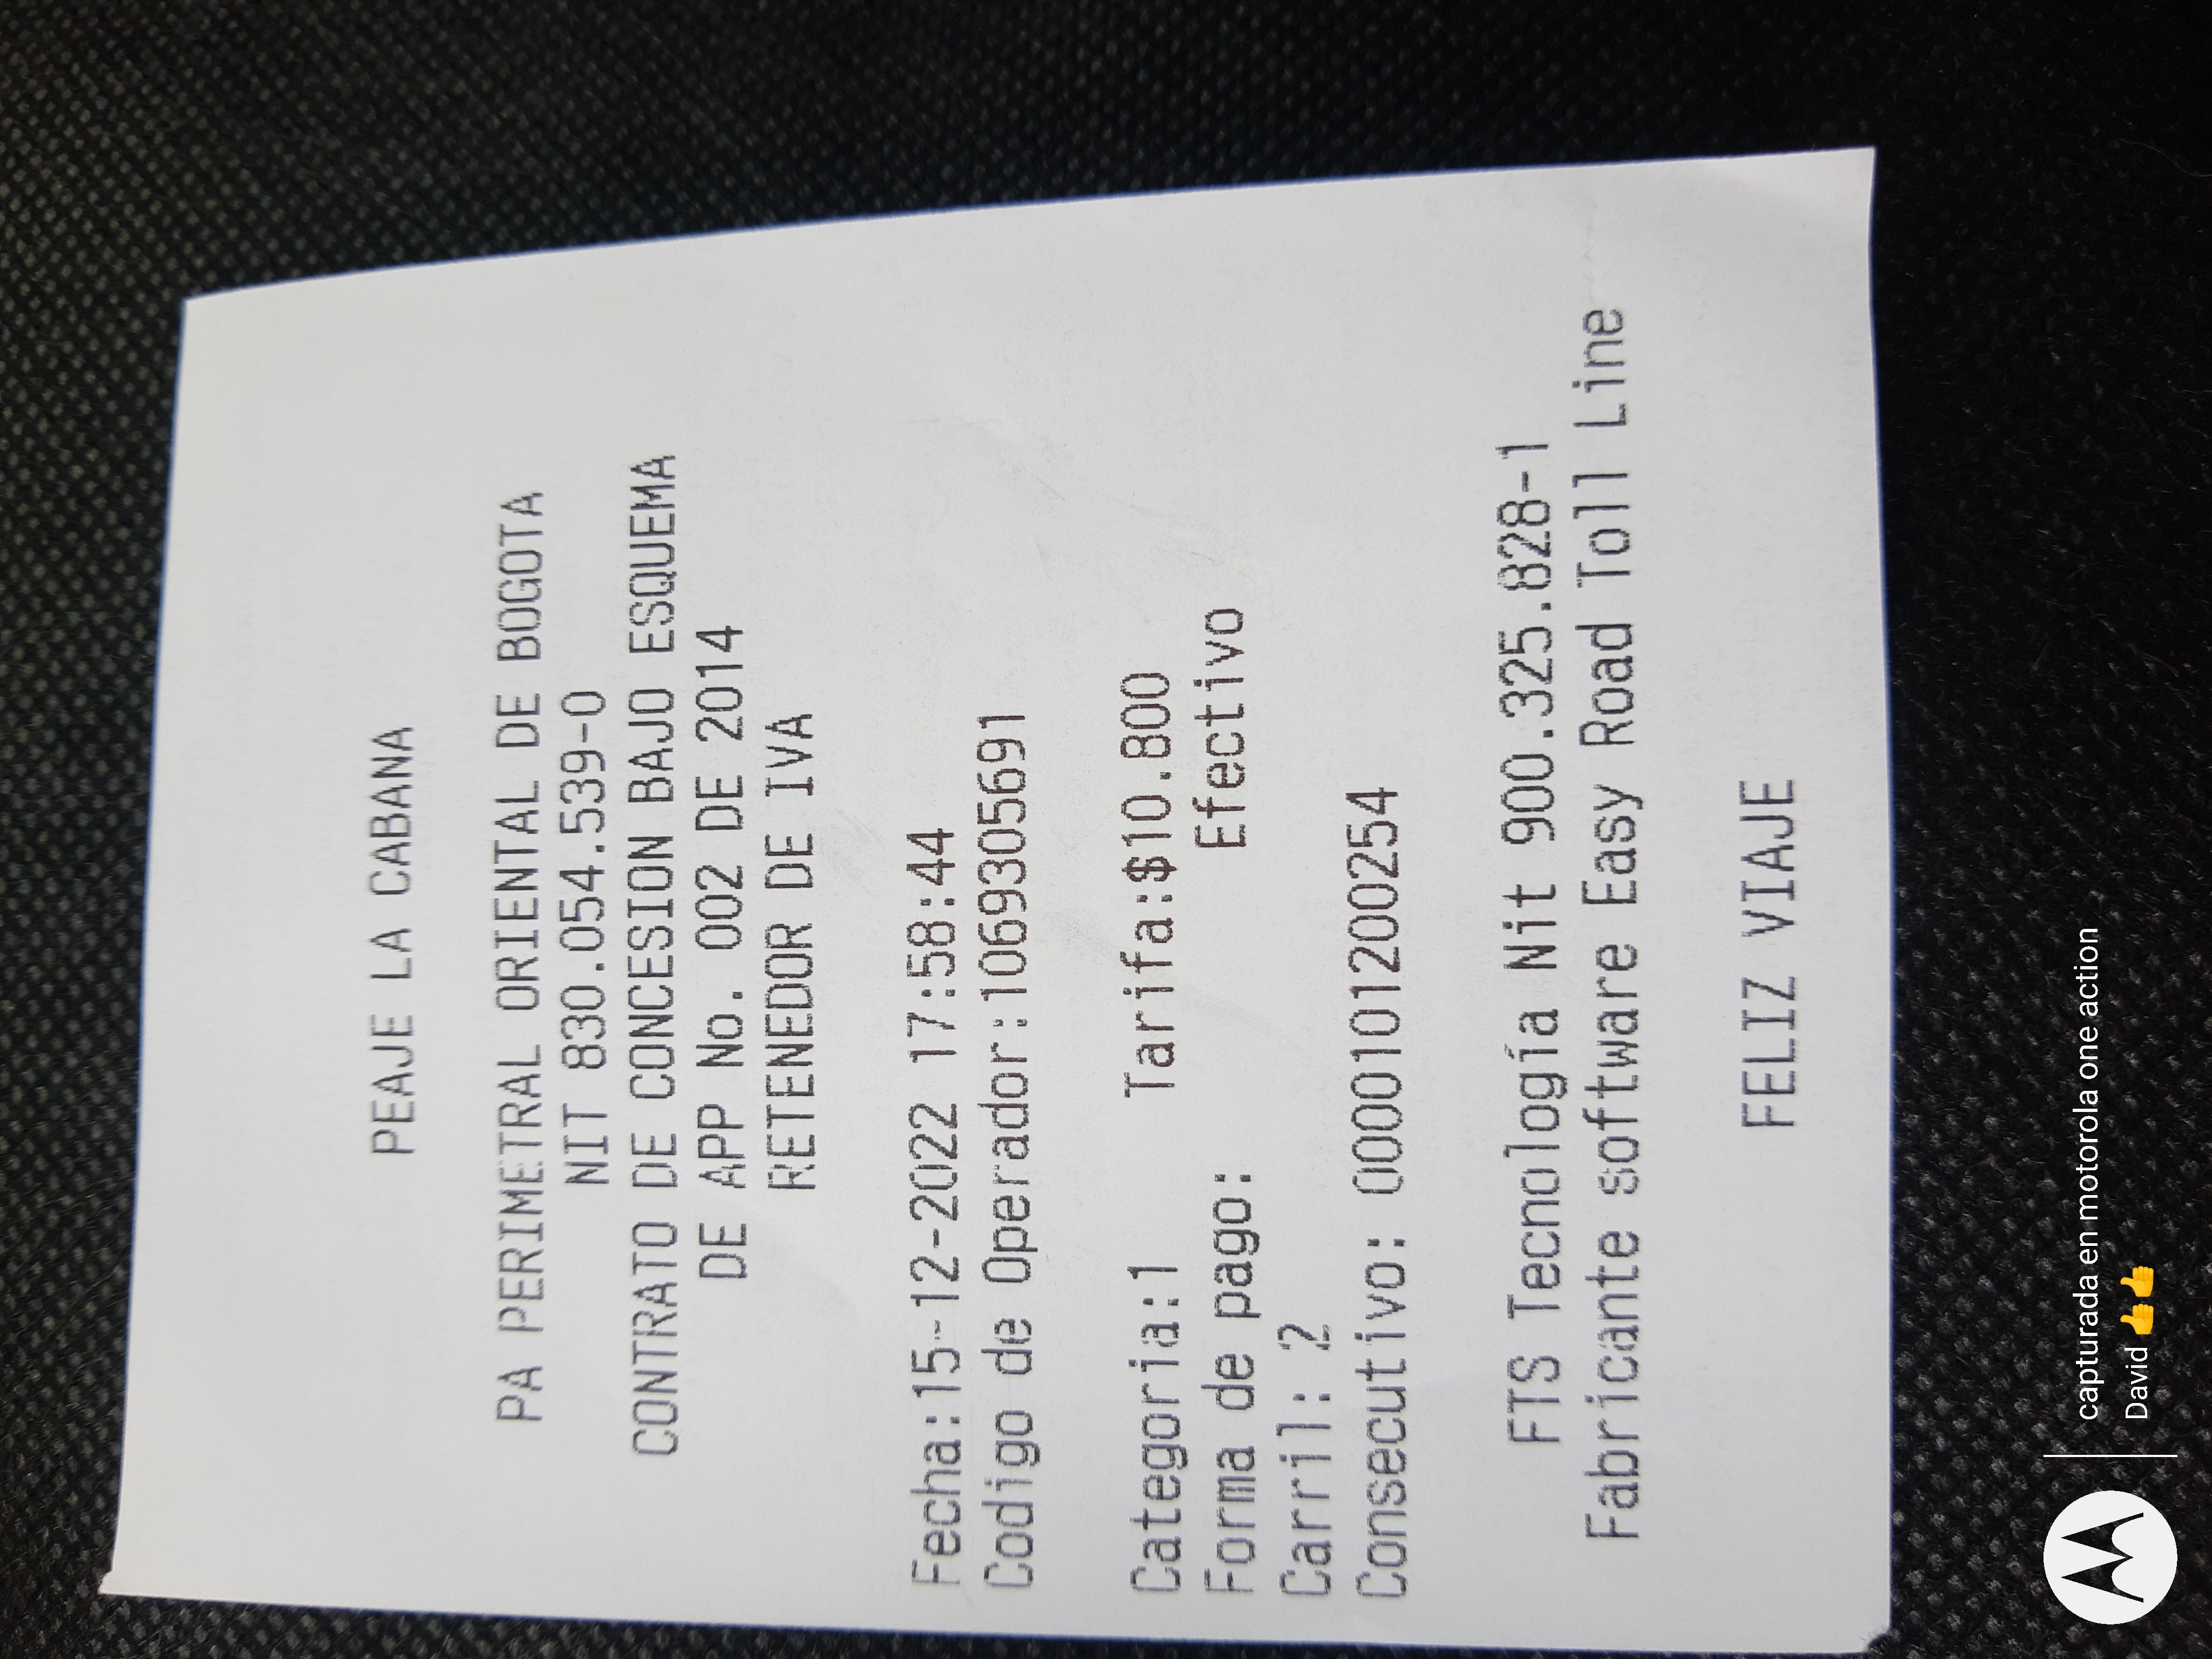 PEAJE LA CABANA
PA PERIMETRAL ORIENTAL DE BOGOTA
NIT 830.054.539-0
CONTRATO DE CONCESION BAJO ESQUEMA
DE APP No. 002 DE 2014
RETENEDOR DE IVA
Fecha:15-12-2022 17:58:44
Codigo de Operador:1069305691
Categoria:1 Tarifa:$10.800
Forma de pago: Efectivo
Carril: 2
Consecutivo: 000101200254
FTS Tecnología Nit 900.325.828-1
Fabricante software Easy Road Toll Line
FELIZ VIAJE
capturada en motorola one action
David 👍👍